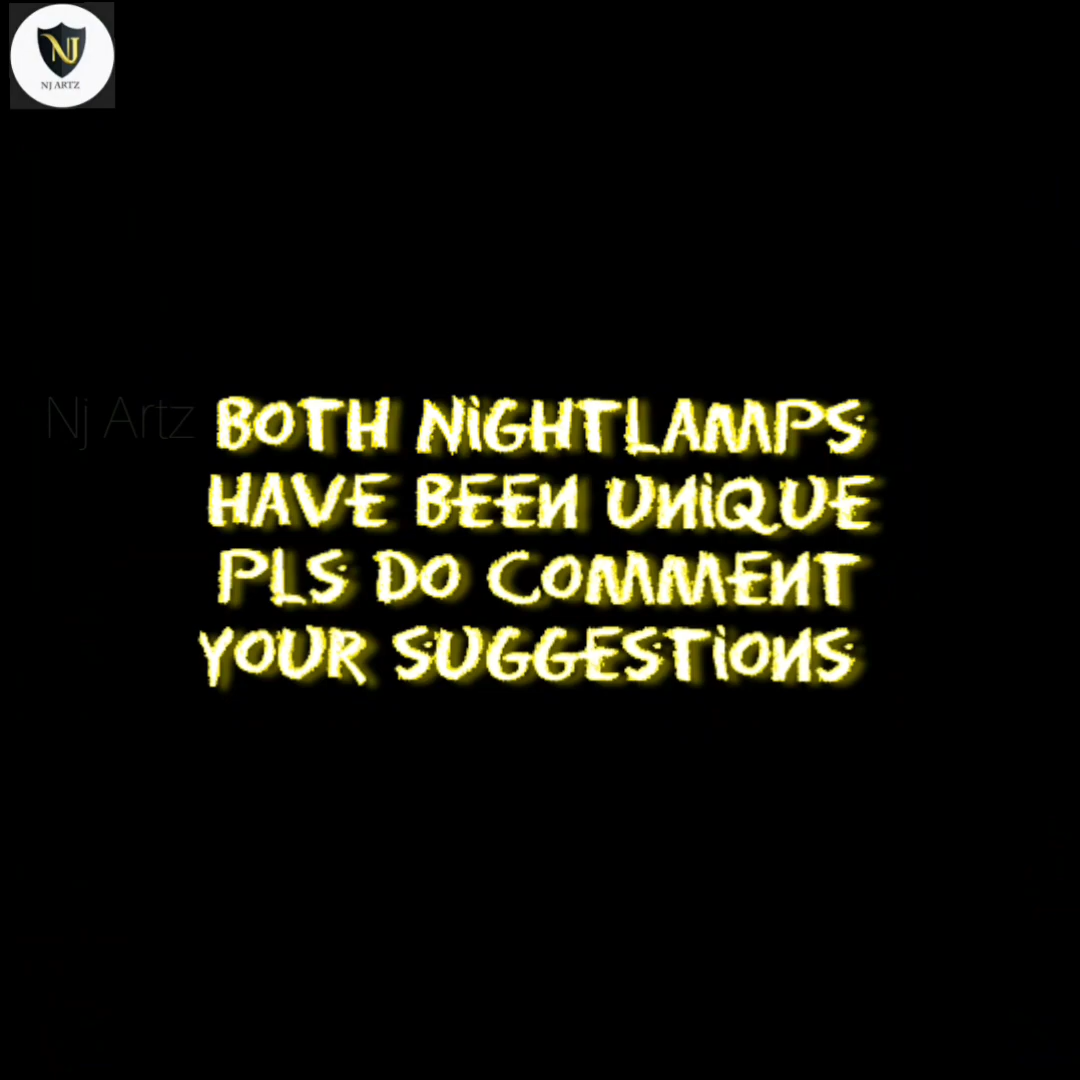 NJ
NJ ARTZ
Nj Artz
BOTH NiGHTLAMPS
HAVE BEEN UNiQUE
PLS DO COMMENT
YOUR SUGGESTiONS